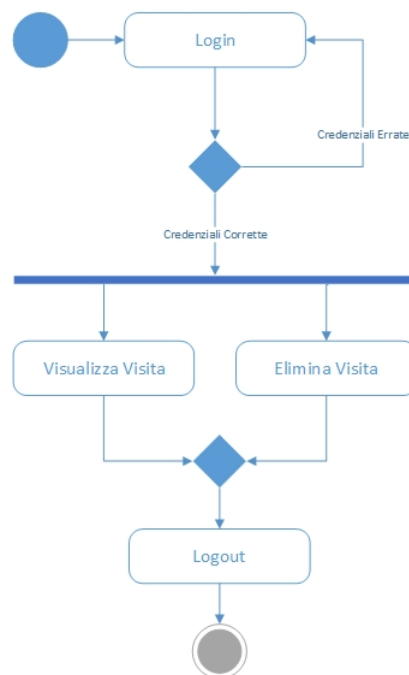 Login
Credenziali Errate
Credenziali Corrette
Visualizza Visita
Elimina Visita
Logout